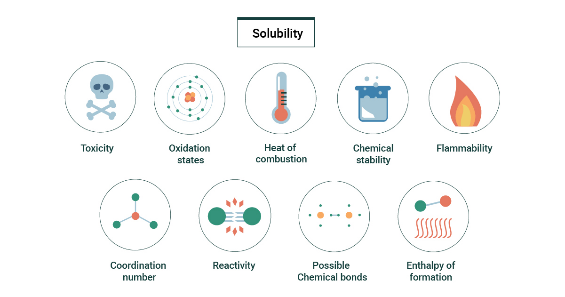 Solubility
Toxicity
Oxidation
states
Heat of
combustion
Chemical
stability
Flammability
Coordination
number
Reactivity
Possible
Chemical bonds
Enthalpy of
formation